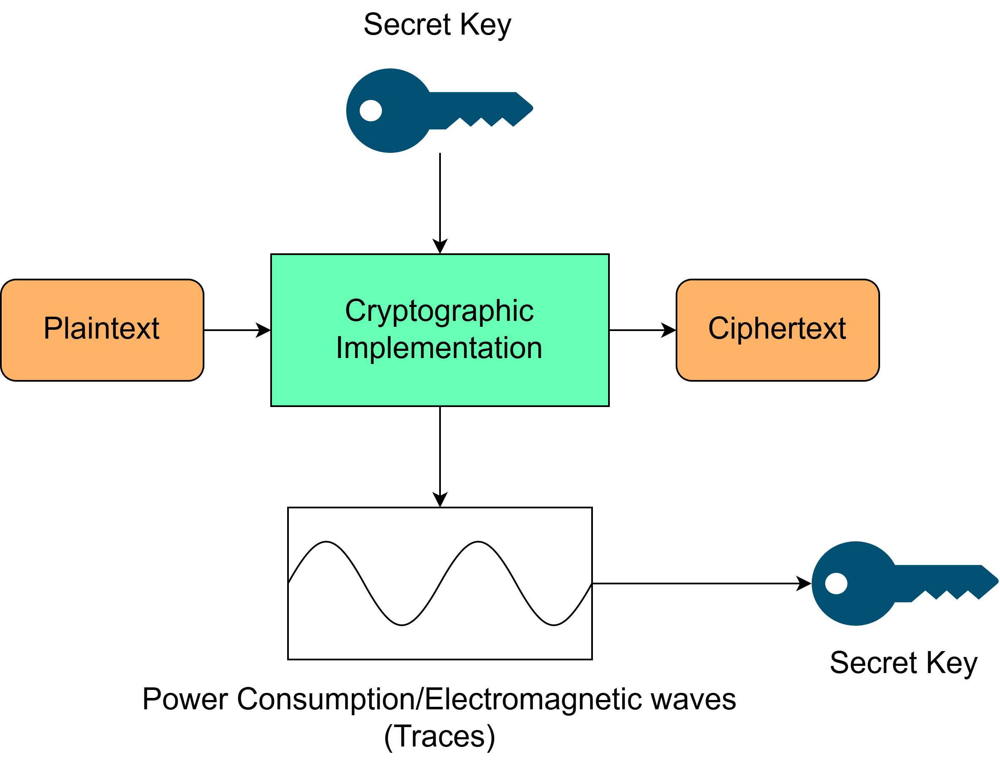 Secret Key
Plaintext
Cryptographic
Implementation
Ciphertext
Secret Key
Power Consumption/Electromagnetic waves
(Traces)